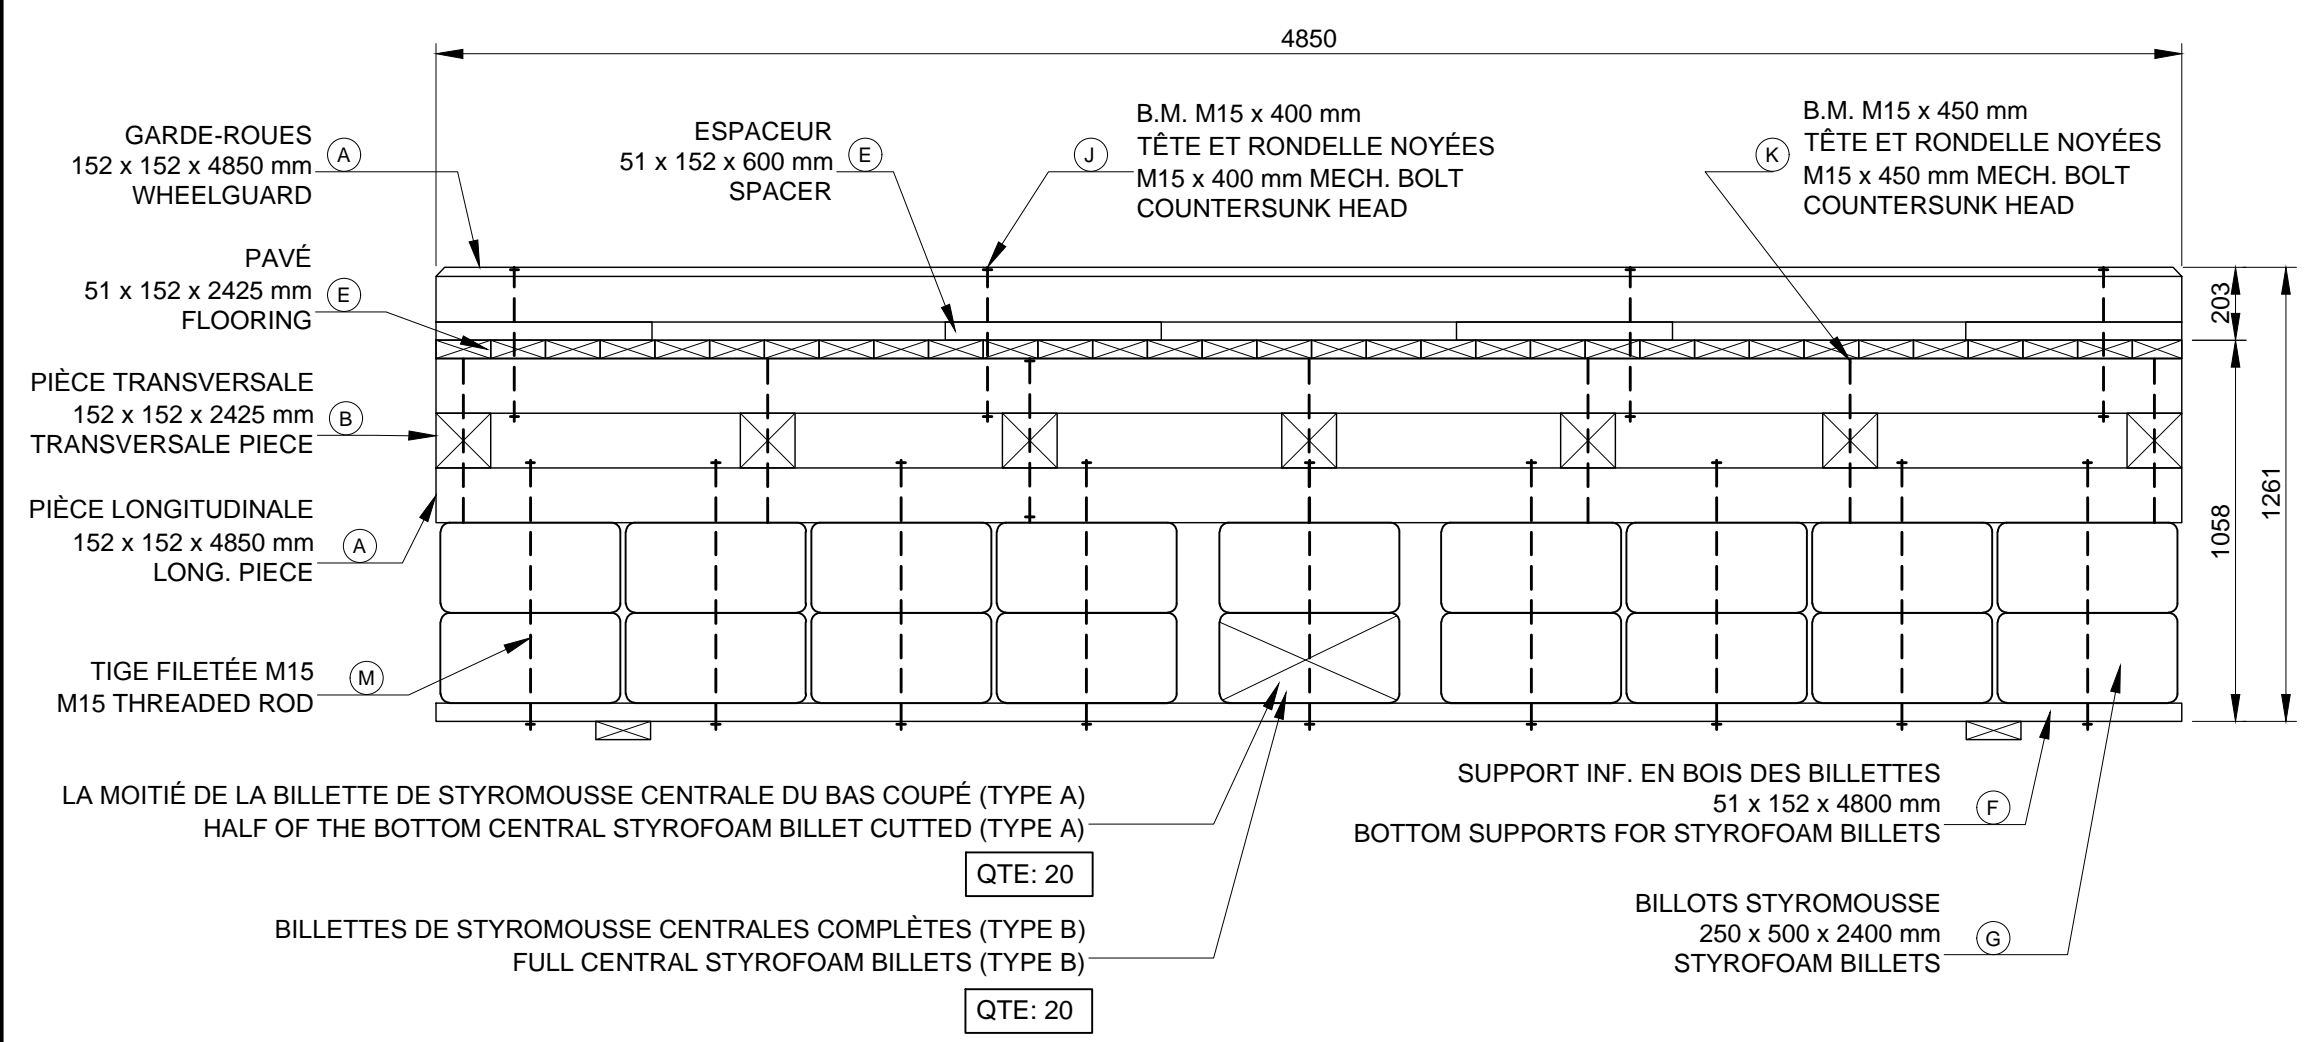 4850
GARDE-ROUES
152 x 152 x 4850 mm
WHEELGUARD
A
ESPACEUR
51 x 152 x 600 mm
SPACER
E
B.M. M15 x 400 mm
TÊTE ET RONDELLE NOYÉES
M15 x 400 mm MECH. BOLT
COUNTERSUNK HEAD
J
B.M. M15 x 450 mm
TÊTE ET RONDELLE NOYÉES
M15 x 450 mm MECH. BOLT
COUNTERSUNK HEAD
K
PAVÉ
51 x 152 x 2425 mm
FLOORING
E
203
1058
1261
PIÈCE TRANSVERSALE
152 x 152 x 2425 mm
TRANSVERSALE PIECE
B
PIÈCE LONGITUDINALE
152 x 152 x 4850 mm
LONG. PIECE
A
TIGE FILETÉE M15
M15 THREADED ROD
M
LA MOITIÉ DE LA BILLETTE DE STYROMOUSSE CENTRALE DU BAS COUPÉ (TYPE A)
HALF OF THE BOTTOM CENTRAL STYROFOAM BILLET CUTTED (TYPE A)
QTE: 20
BILLETTES DE STYROMOUSSE CENTRALES COMPLÈTES (TYPE B)
FULL CENTRAL STYROFOAM BILLETS (TYPE B)
QTE: 20
SUPPORT INF. EN BOIS DES BILLETTES
51 x 152 x 4800 mm
BOTTOM SUPPORTS FOR STYROFOAM BILLETS
F
BILLOTS STYROMOUSSE
250 x 500 x 2400 mm
STYROFOAM BILLETS
G